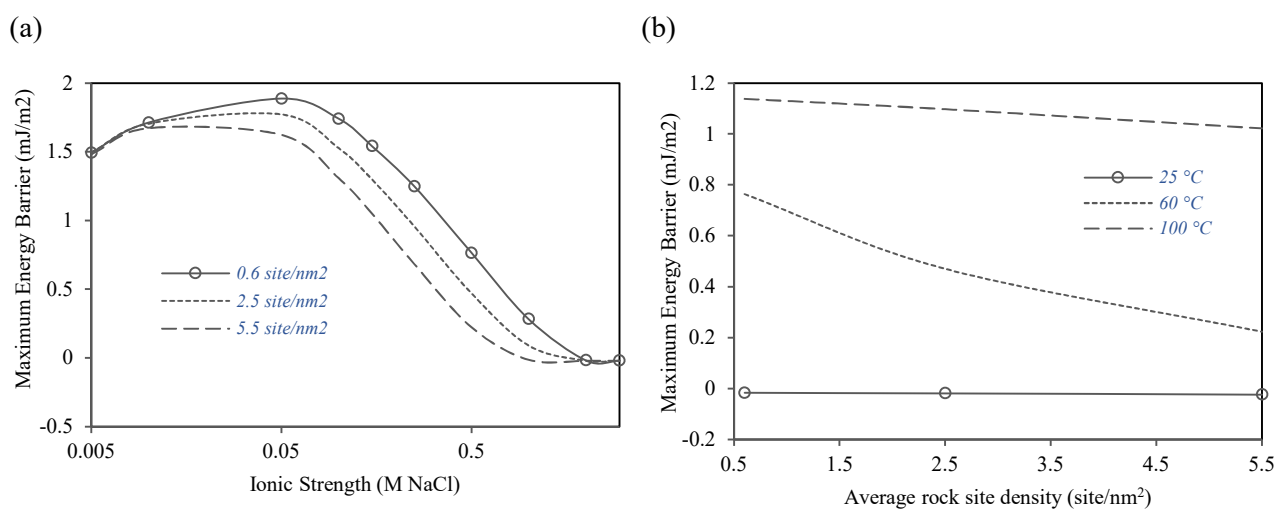 (a)
Maximum Energy Barrier (mJ/m2)
2
1.5
1
0.5
0
-0.5
0.005
0.05
0.5
Ionic Strength (M NaCl)
0.6 site/nm2
2.5 site/nm2
5.5 site/nm2
(b)
Maximum Energy Barrier (mJ/m2)
1.2
1
0.8
0.6
0.4
0.2
0
-0.2
0.5
1.5
2.5
3.5
4.5
5.5
Average rock site density (site/nm²)
25 °C
60 °C
100 °C